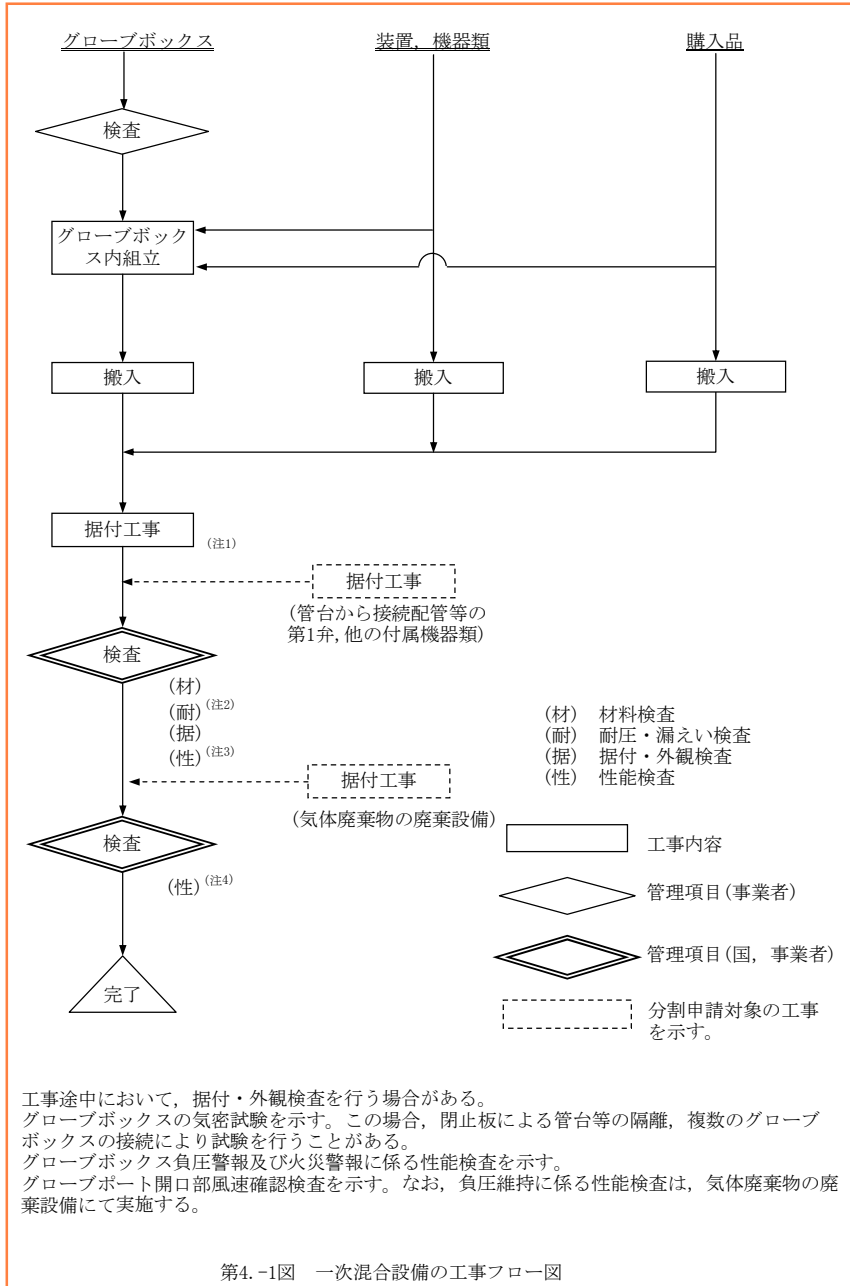 グローブボックス
装置，機器類
購入品
検査
グローブボック
ス内組立
搬入
搬入
搬入
据付工事
(注1)
据付工事
(管台から接続配管等の
第1弁,他の付属機器類)
検査
(材)
(耐)(注2)
(据)
(性)(注3)
据付工事
(気体廃棄物の廃棄設備)
検査
(性)(注4)
完了
(材)　材料検査
(耐)　耐圧・漏えい検査
(据)　据付・外観検査
(性)　性能検査
工事内容
管理項目(事業者)
管理項目(国，事業者)
分割申請対象の工事
を示す。
工事途中において，据付・外観検査を行う場合がある。
グローブボックスの気密試験を示す。この場合，閉止板による管台等の隔離，複数のグローブ
ボックスの接続により試験を行うことがある。
グローブボックス負圧警報及び火災警報に係る性能検査を示す。
グローブポート開口部風速確認検査を示す。なお，負圧維持に係る性能検査は，気体廃棄物の廃
棄設備にて実施する。
第4.-1図　一次混合設備の工事フロー図